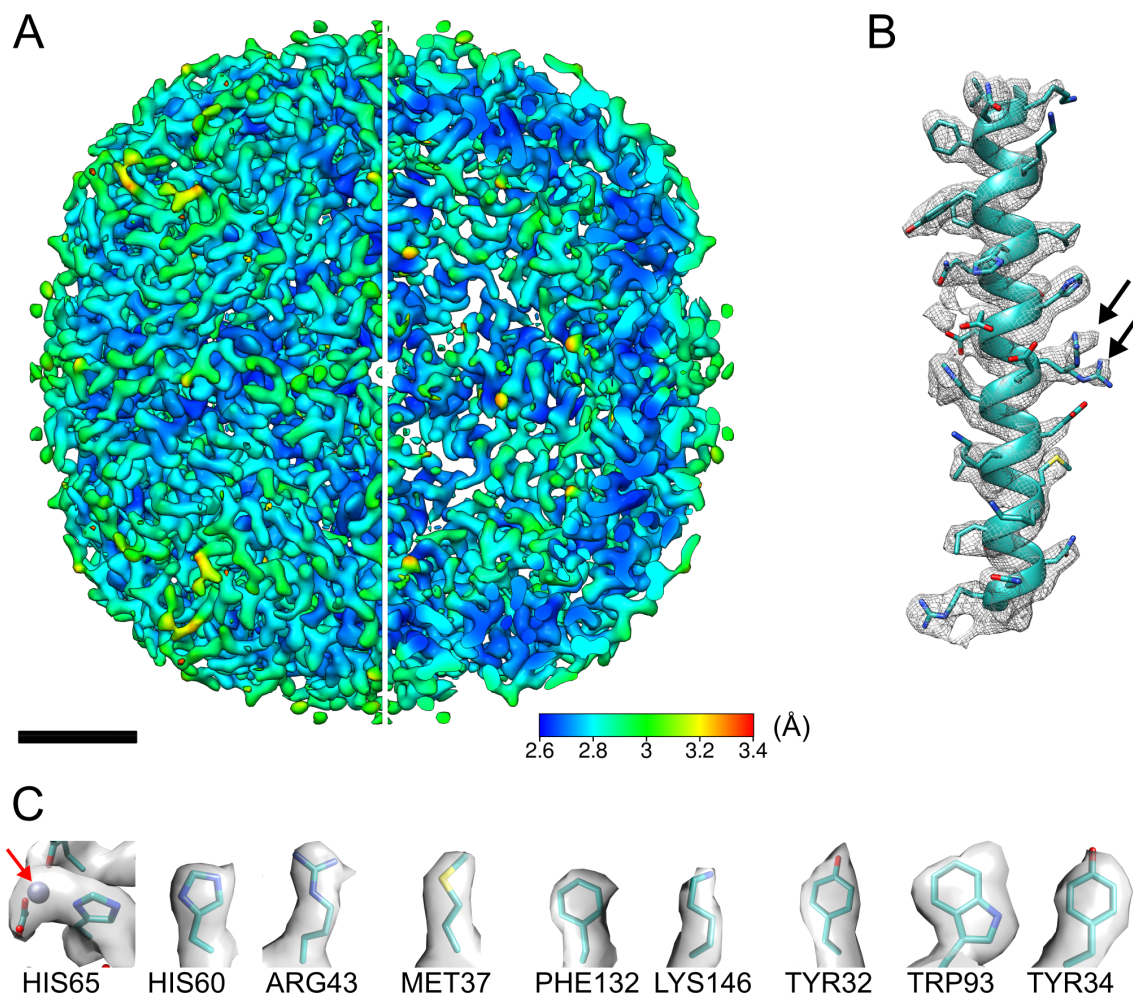 A
B
(Å)
2.6 2.8 3 3.2 3.4
C
HIS65 HIS60 ARG43 MET37 PHE132 LYS146 TYR32 TRP93 TYR34